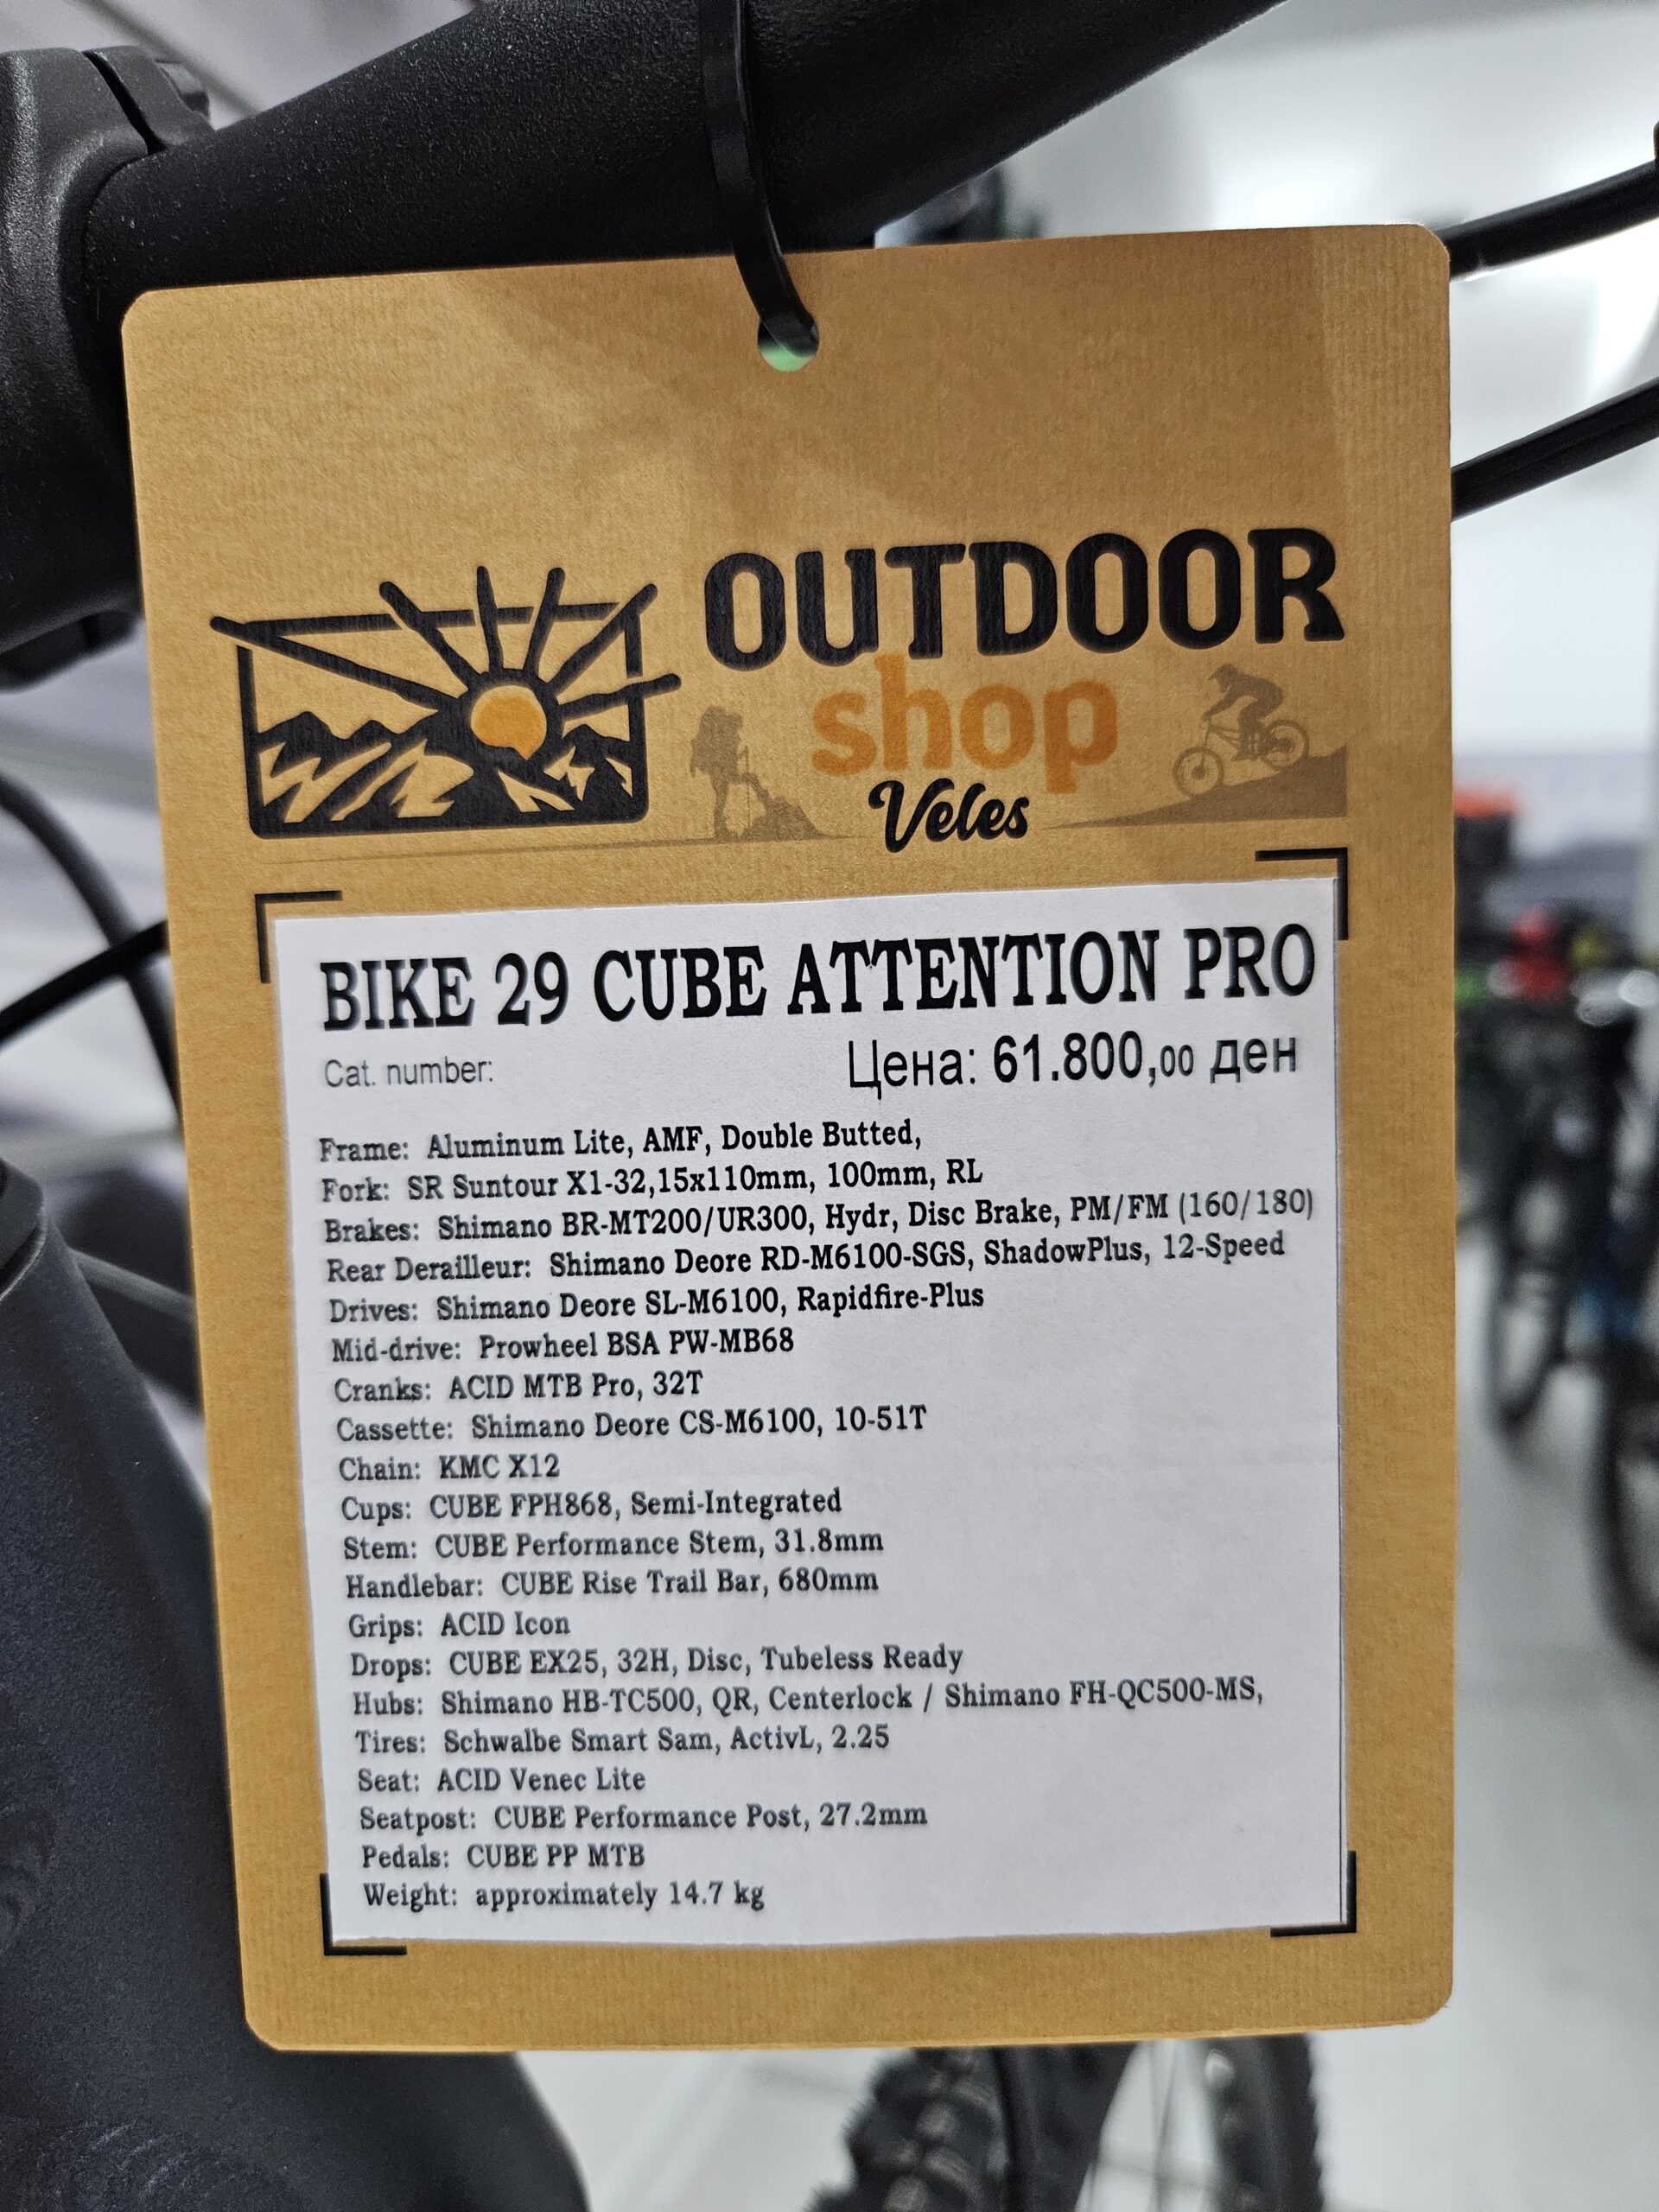 OUTDOOR
shop
Veles
BIKE 29 CUBE ATTENTION PRO
Cat. number:
Цена: 61.800,00 ден
Frame: Aluminum Lite, AMF, Double Butted,
Fork: SR Suntour X1-32,15x110mm, 100mm, RL
Brakes: Shimano BR-MT200/UR300, Hydr, Disc Brake, PM/FM (160/180)
Rear Derailleur: Shimano Deore RD-M6100-SGS, ShadowPlus, 12-Speed
Drives: Shimano Deore SL-M6100, Rapidfire-Plus
Mid-drive: Prowheel BSA PW-MB68
Cranks: ACID MTB Pro, 32T
Cassette: Shimano Deore CS-M6100, 10-51T
Chain: KMC X12
Cups: CUBE FPH868, Semi-Integrated
Stem: CUBE Performance Stem, 31.8mm
Handlebar: CUBE Rise Trail Bar, 680mm
Grips: ACID Icon
Drops: CUBE EX25, 32H, Disc, Tubeless Ready
Hubs: Shimano HB-TC500, QR, Centerlock / Shimano FH-QC500-MS,
Tires: Schwalbe Smart Sam, ActivL, 2.25
Seat: ACID Venec Lite
Seatpost: CUBE Performance Post, 27.2mm
Pedals: CUBE PP MTB
Weight: approximately 14.7 kg